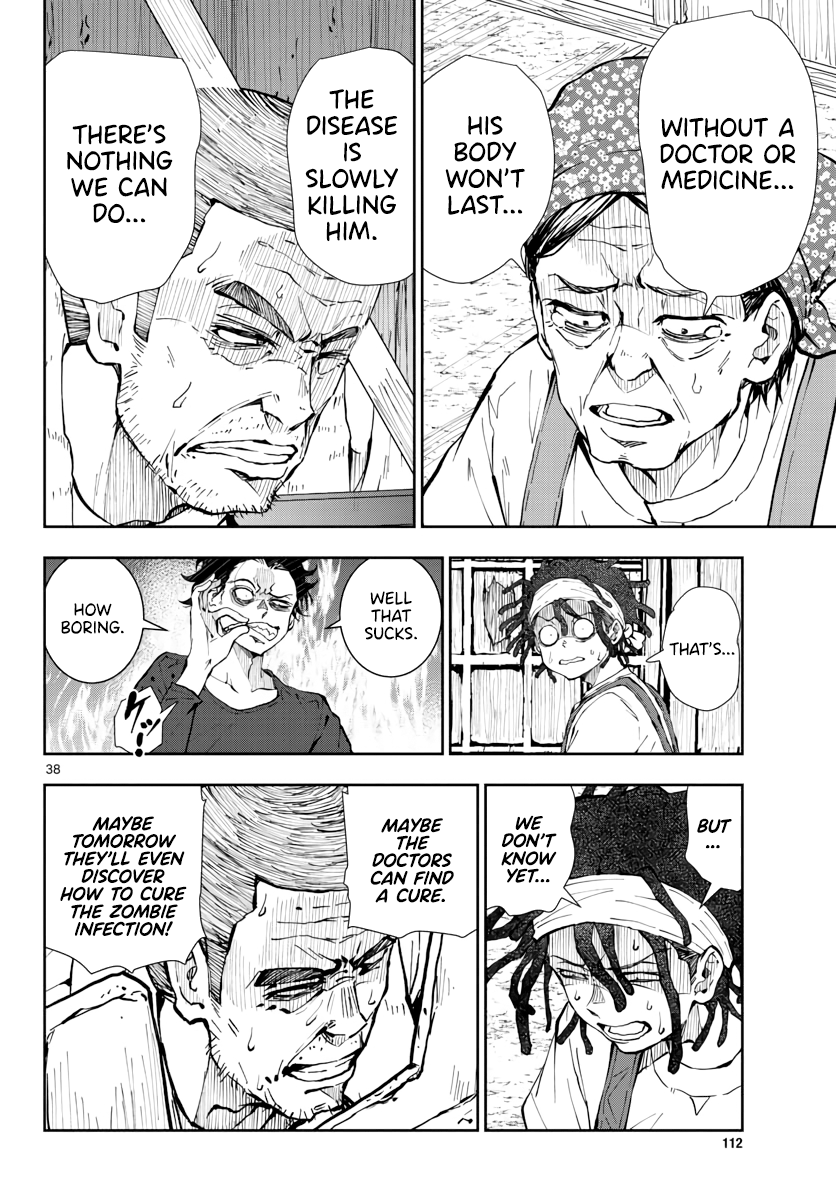 WITHOUT A
DOCTOR OR
MEDICINE...
HIS
BODY
WON'T
LAST...
THE
DISEASE
IS
SLOWLY
KILLING
HIM.
THERE'S
NOTHING
WE CAN
DO...
THAT'S...
WELL
THAT
SUCKS.
HOW
BORING.
ゲッ!
38
BUT
...
WE
DON'T
KNOW
YET...
MAYBE
THE
DOCTORS
CAN FIND
A CURE.
MAYBE
TOMORROW
THEY'LL EVEN
DISCOVER
HOW TO CURE
THE ZOMBIE
INFECTION!
112